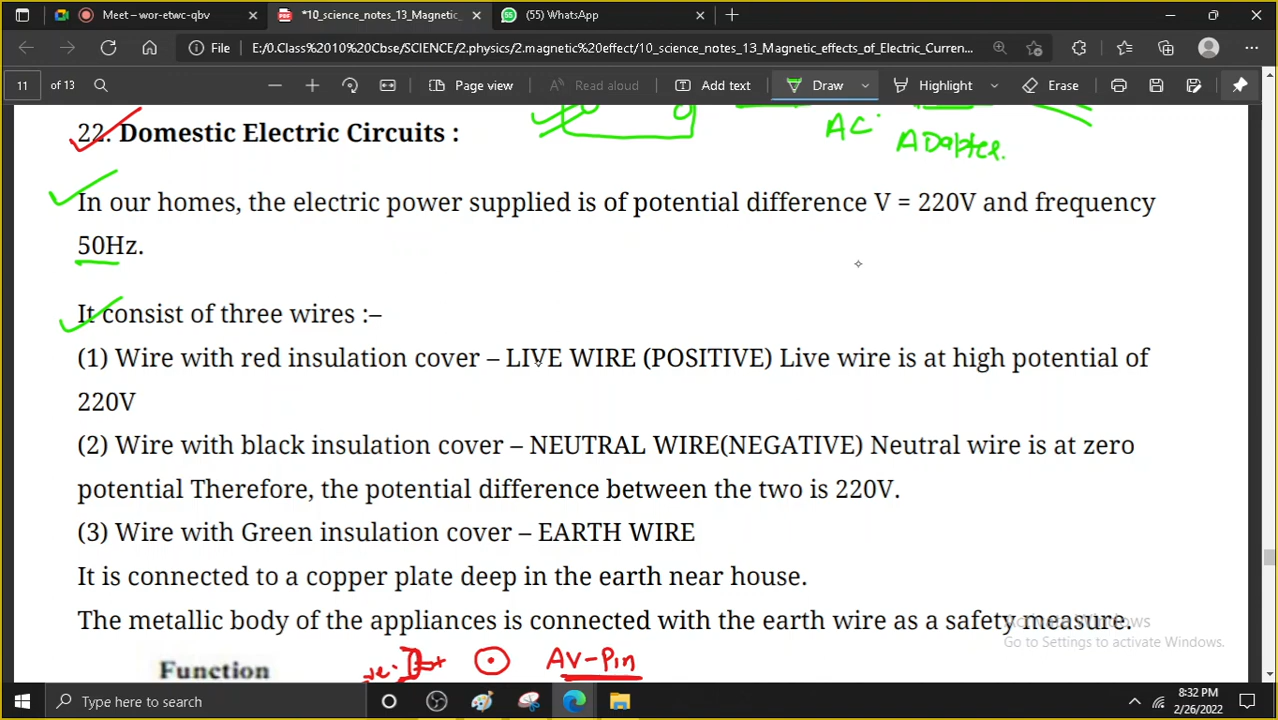 Meet – wor-etwc-qbv
*10_science_notes_13_Magnetic_
(55) WhatsApp
File
E:/0.Class%2010%20Cbse/SCIENCE/2.physics/2.magnetic%20effect/10_science_notes_13_Magnetic_effects_of_Electric_Curren...
11 of 13
Page view
Read aloud
Add text
Draw
Highlight
Erase
AC
ADapter.
22. Domestic Electric Circuits :
In our homes, the electric power supplied is of potential difference V = 220V and frequency
50Hz.
It consist of three wires :–
(1) Wire with red insulation cover – LIVE WIRE (POSITIVE) Live wire is at high potential of
220V
(2) Wire with black insulation cover – NEUTRAL WIRE(NEGATIVE) Neutral wire is at zero
potential Therefore, the potential difference between the two is 220V.
(3) Wire with Green insulation cover – EARTH WIRE
It is connected to a copper plate deep in the earth near house.
The metallic body of the appliances is connected with the earth wire as a safety measure.
Activate Windows
Go to Settings to activate Windows.
Function
AV-Pin
Type here to search
8:32 PM
2/26/2022